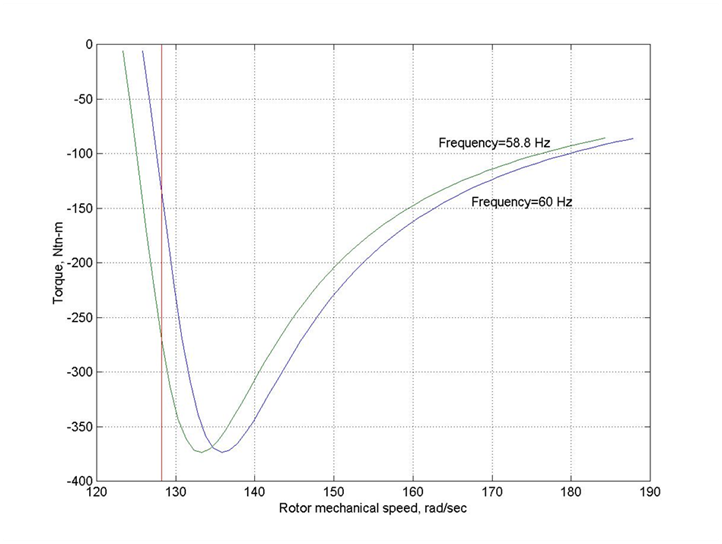 0
-50
-100
-150
-200
-250
-300
-350
-400
Torque, Ntn-m
Frequency=58.8 Hz
Frequency=60 Hz
120 130 140 150 160 170 180 190
Rotor mechanical speed, rad/sec